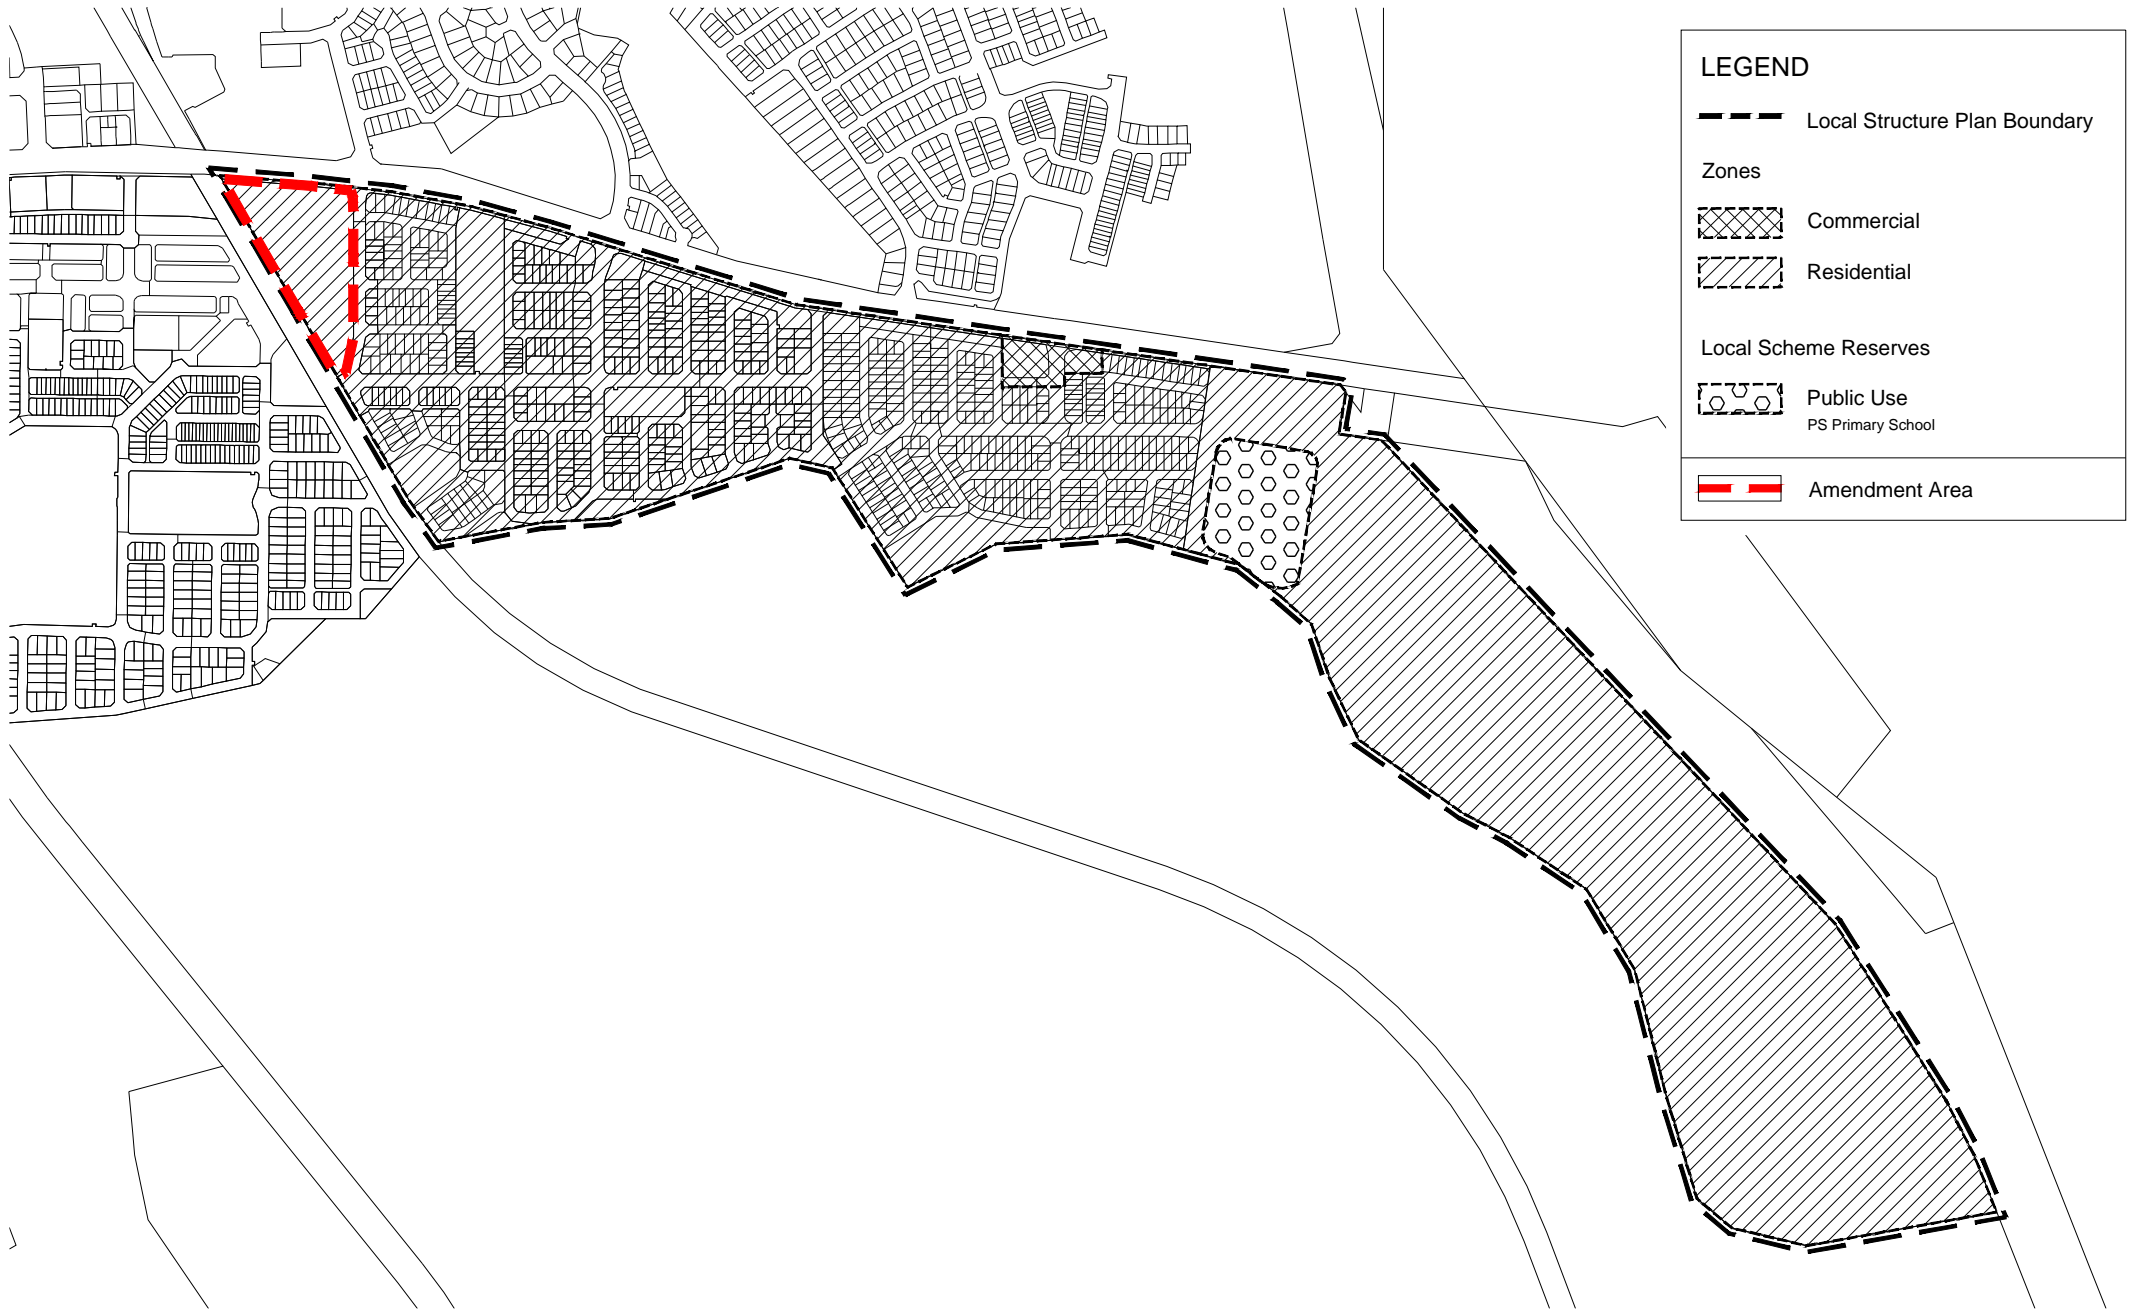 LEGEND
Local Structure Plan Boundary
Zones
Commercial
Residential
Local Scheme Reserves
Public Use
PS Primary School
Amendment Area